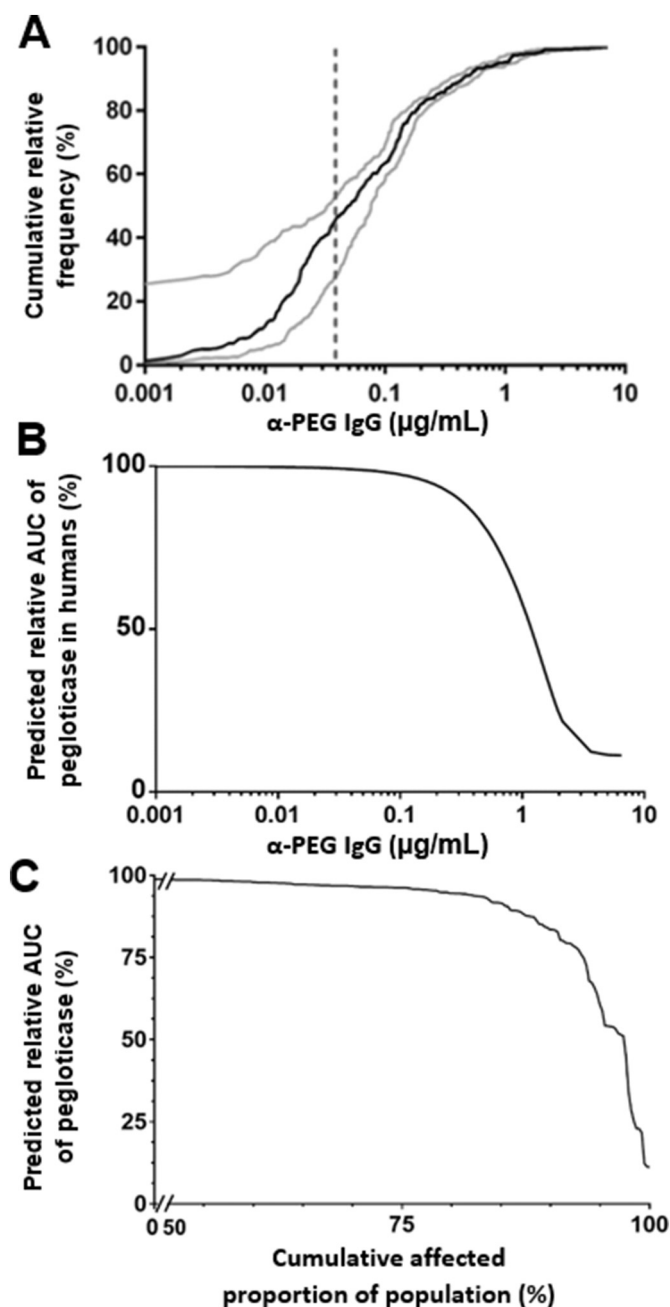 A
Cumulative relative
frequency (%)
100
80
60
40
20
0
0.001 0.01 0.1 1 10
α-PEG IgG (µg/mL)
B
Predicted relative AUC of
pegloticase in humans (%)
100
50
0
0.001 0.01 0.1 1 10
α-PEG IgG (µg/mL)
C
Predicted relative AUC
of pegloticase (%)
100
75
50
25
0
0 50 75 100
Cumulative affected
proportion of population (%)